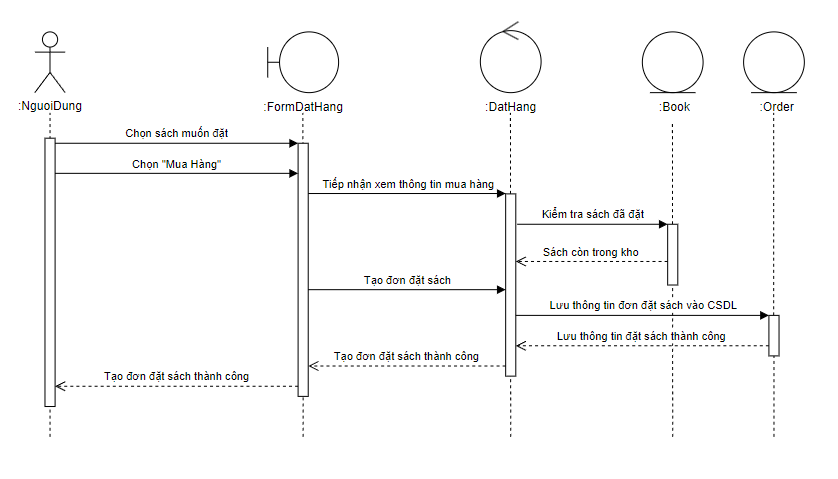 :NguoiDung
:FormDatHang
:DatHang
:Book
:Order
Chọn sách muốn đặt
Chọn "Mua Hàng"
Tiếp nhận xem thông tin mua hàng
Kiểm tra sách đã đặt
Sách còn trong kho
Tạo đơn đặt sách
Lưu thông tin đơn đặt sách vào CSDL
Lưu thông tin đặt sách thành công
Tạo đơn đặt sách thành công
Tạo đơn đặt sách thành công